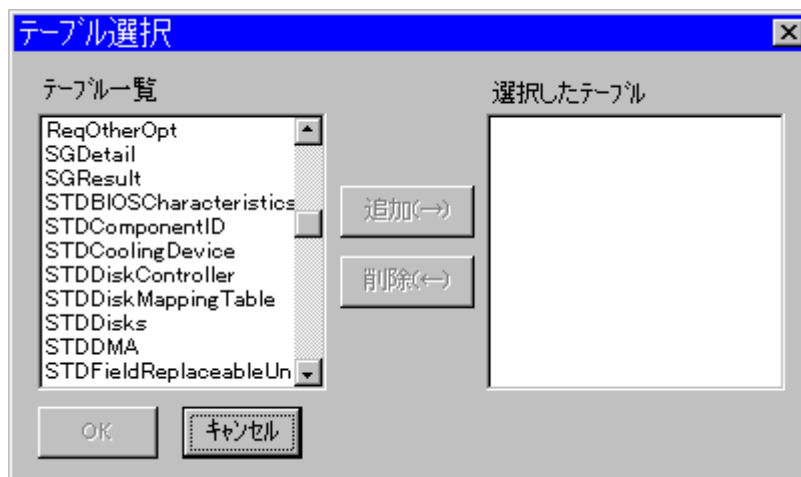 テーブル選択
テーブル一覧
選択したテーブル
ReqOtherOpt
SGDetail
SGResult
STDBIOSCharacteristics
STDComponentID
STDCoolingDevice
STDDiskController
STDDiskMappingTable
STDDisks
STDDMA
STDFieldReplaceableUn
追加(→)
削除(←)
OK
キャンセル